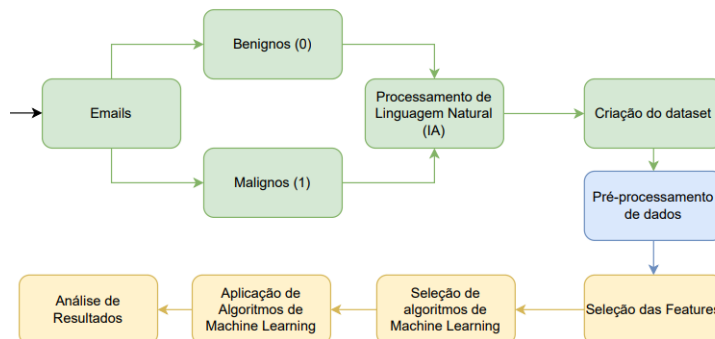 Benignos (0)
Emails
Processamento de
Linguagem Natural
(IA)
Criação do dataset
Malignos (1)
Pré-processamento
de dados
Análise de
Resultados
Aplicação de
Algoritmos de
Machine Learning
Seleção de
algoritmos de
Machine Learning
Seleção das Features